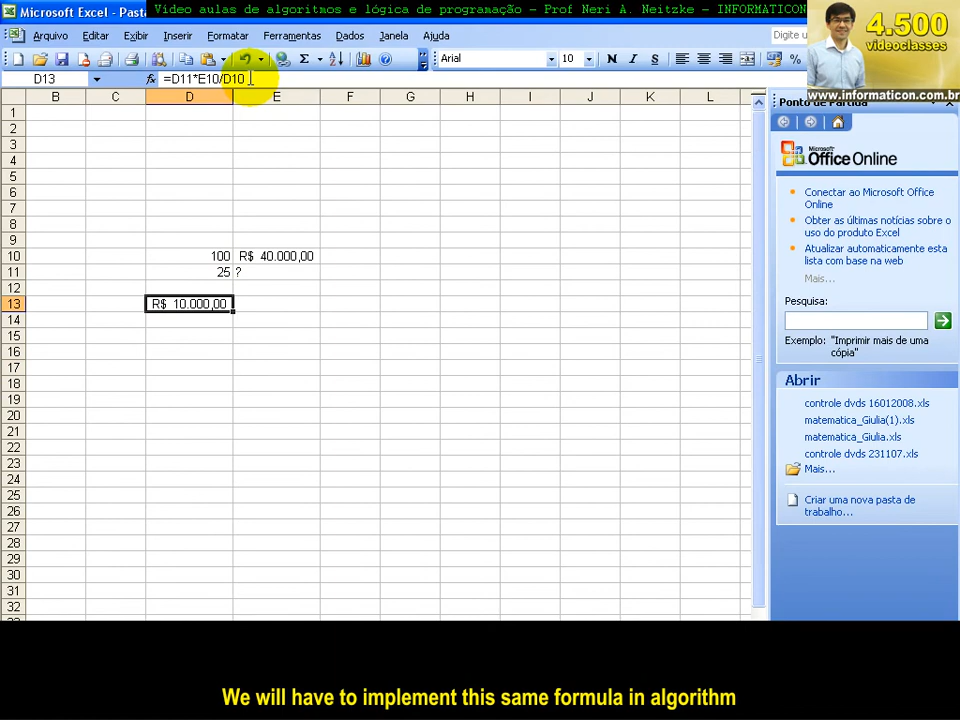 Video aulas de algoritmos e lógica de programação - Prof Neri A. Neitzke - INFORMATICON
Microsoft Excel - Pasta
4.500
videoclasses
www.informaticon.com.br
Arquivo Editar Exibir Inserir Formatar Ferramentas Dados Janela Ajuda
Digite u
Arial 10 N I S %
D13 fx =D11*E10/D10
B C D E F G H I J K L
1
2
3
4
5
6
7
8
9
10 100 R$ 40.000,00
11 25 ?
12
13 R$ 10.000,00
14
15
16
17
18
19
20
21
22
23
24
25
26
27
28
29
30
31
32
Ponto de Partida
Microsoft
Office Online
Conectar ao Microsoft Office
Online
Obter as últimas notícias sobre o
uso do produto Excel
Atualizar automaticamente esta
lista com base na web
Mais...
Pesquisa:
Exemplo: "Imprimir mais de uma
cópia"
Abrir
controle dvds 16012008.xls
matematica_Giulia(1).xls
matematica_Giulia.xls
controle dvds 231107.xls
Mais...
Criar uma nova pasta de
trabalho...
We will have to implement this same formula in algorithm